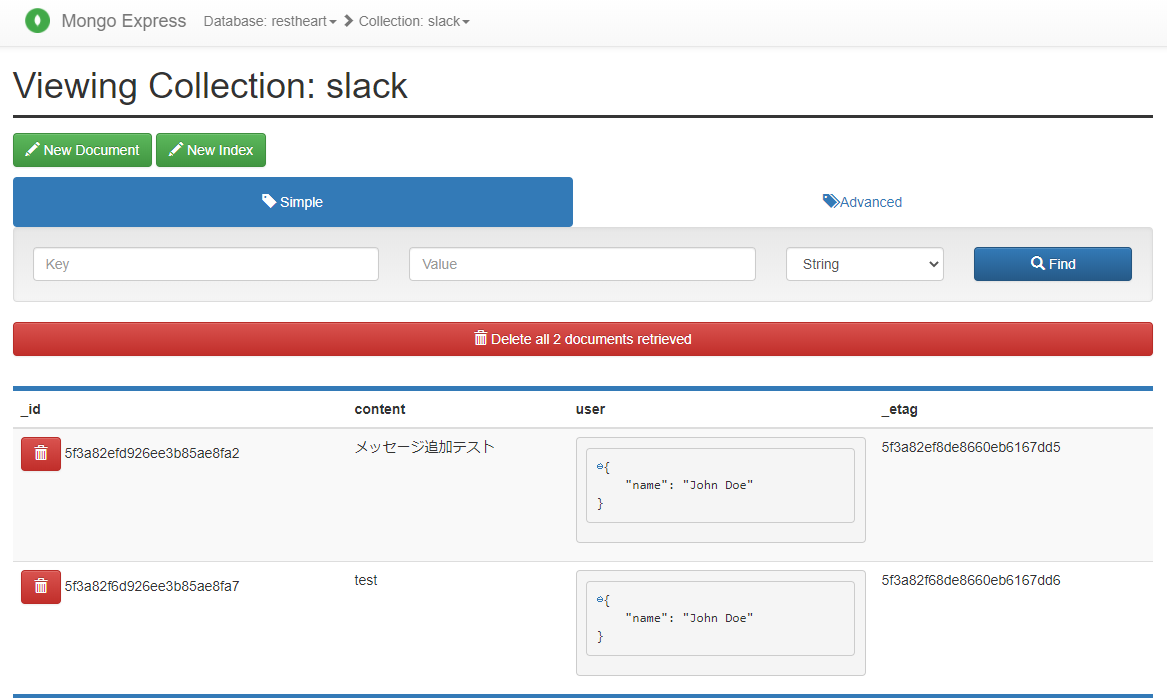 Mongo Express Database: restheart Collection: slack
Viewing Collection: slack
New Document New Index
Simple Advanced
Key Value String Find
Delete all 2 documents retrieved
_id content user _etag
5f3a82efd926ee3b85ae8fa2 メッセージ追加テスト 5f3a82ef8de8660eb6167dd5
{
"name": "John Doe"
}
5f3a82f6d926ee3b85ae8fa7 test 5f3a82f68de8660eb6167dd6
{
"name": "John Doe"
}